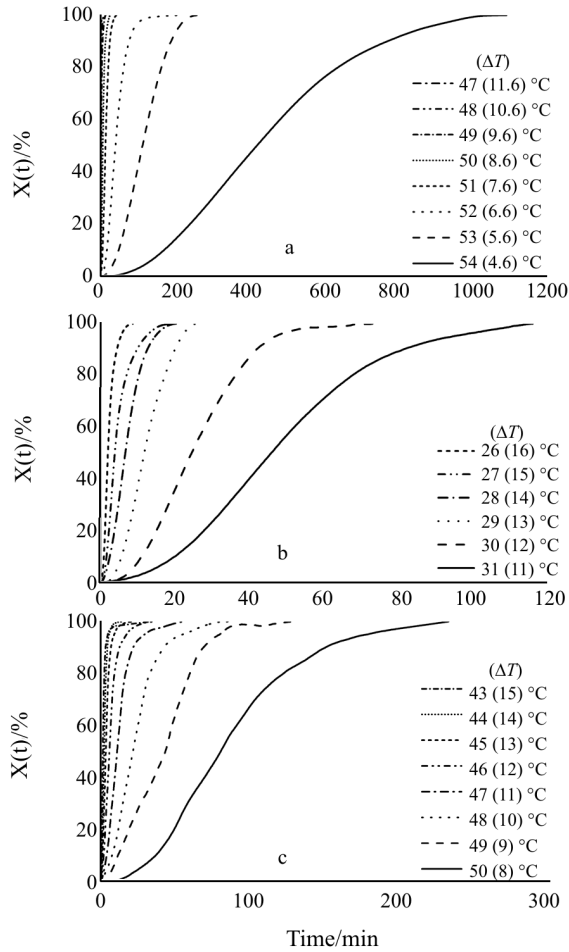 100
80
60
40
20
0
X(t)/%
(ΔT)
47 (11.6) °C
48 (10.6) °C
49 (9.6) °C
50 (8.6) °C
51 (7.6) °C
52 (6.6) °C
53 (5.6) °C
54 (4.6) °C
a
0 200 400 600 800 1000 1200
100
80
60
40
20
0
X(t)/%
(ΔT)
26 (16) °C
27 (15) °C
28 (14) °C
29 (13) °C
30 (12) °C
31 (11) °C
b
0 20 40 60 80 100 120
100
80
60
40
20
0
X(t)/%
(ΔT)
43 (15) °C
44 (14) °C
45 (13) °C
46 (12) °C
47 (11) °C
48 (10) °C
49 (9) °C
50 (8) °C
c
0 100 200 300
Time/min